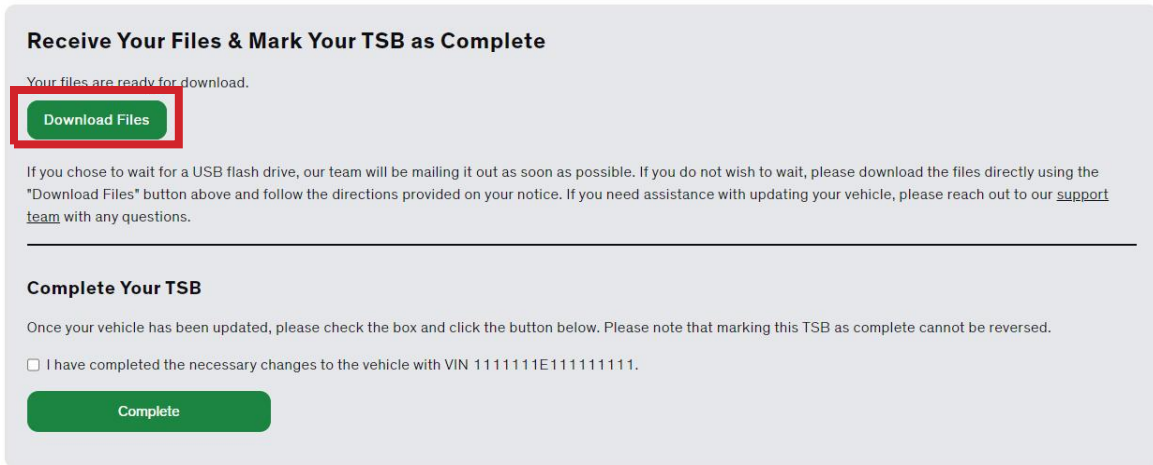 Receive Your Files & Mark Your TSB as Complete
Your files are ready for download.
Download Files
If you chose to wait for a USB flash drive, our team will be mailing it out as soon as possible. If you do not wish to wait, please download the files directly using the
"Download Files" button above and follow the directions provided on your notice. If you need assistance with updating your vehicle, please reach out to our support
team with any questions.
Complete Your TSB
Once your vehicle has been updated, please check the box and click the button below. Please note that marking this TSB as complete cannot be reversed.
I have completed the necessary changes to the vehicle with VIN 1111111E111111111.
Complete